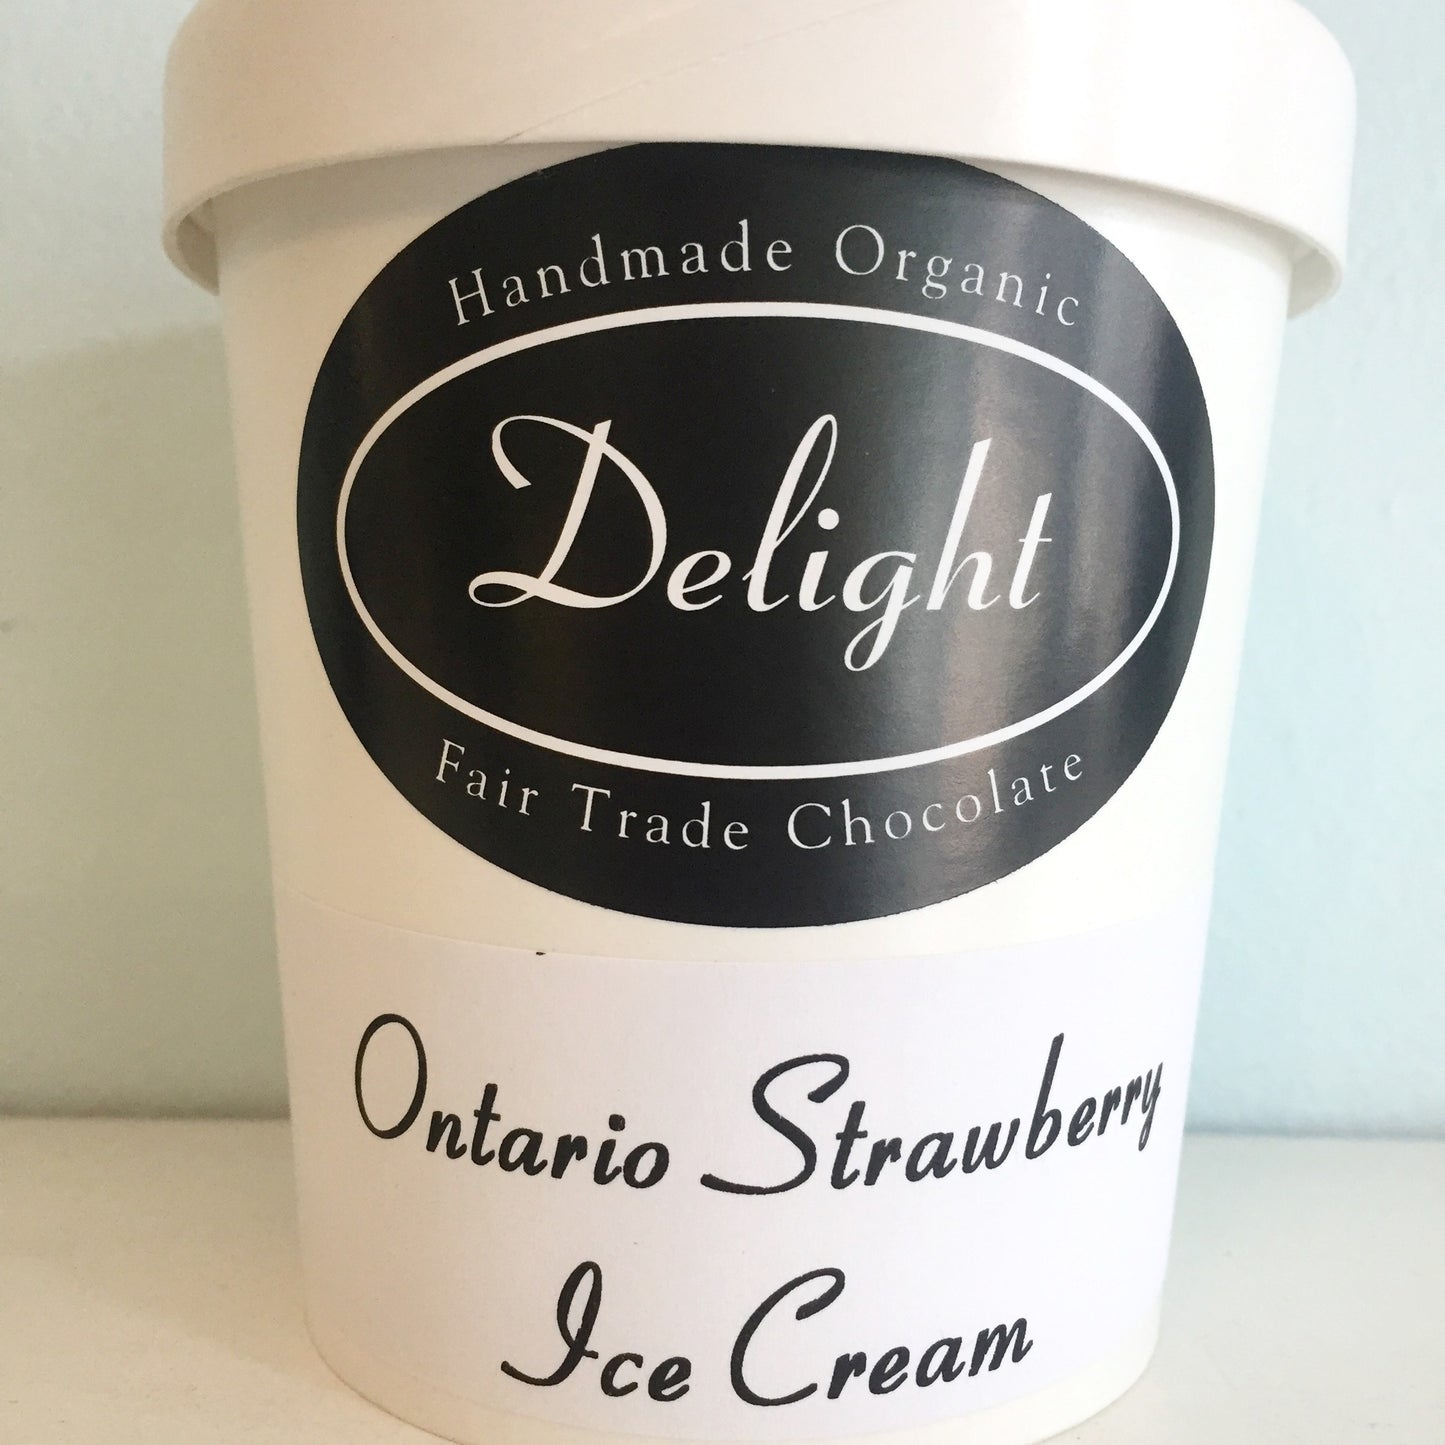 Handmade Organic
Delight
Fair Trade Chocolate
Ontario Strawberry
Ice Cream